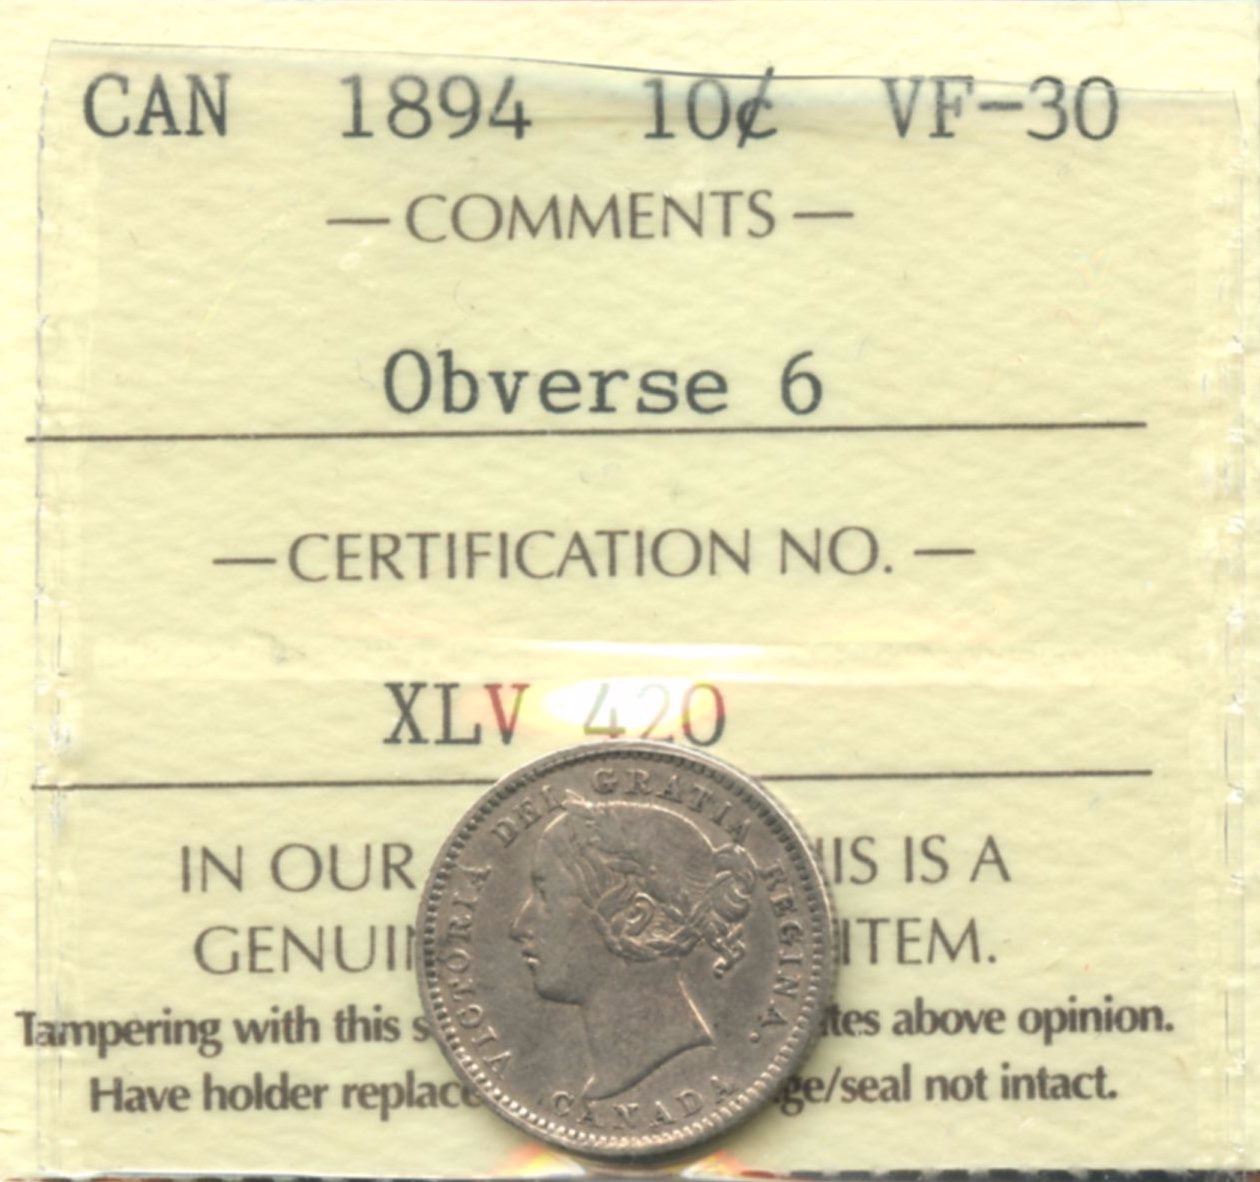 CAN 1894 10¢ VF-30
— COMMENTS —
Obverse 6
— CERTIFICATION NO. —
XLV 420
IN OUR IS IS A
GENUIN ITEM.
Tampering with this s tes above opinion.
Have holder replace ge/seal not intact.
VICTORIA DEI GRATIA REGINA.
CANADA